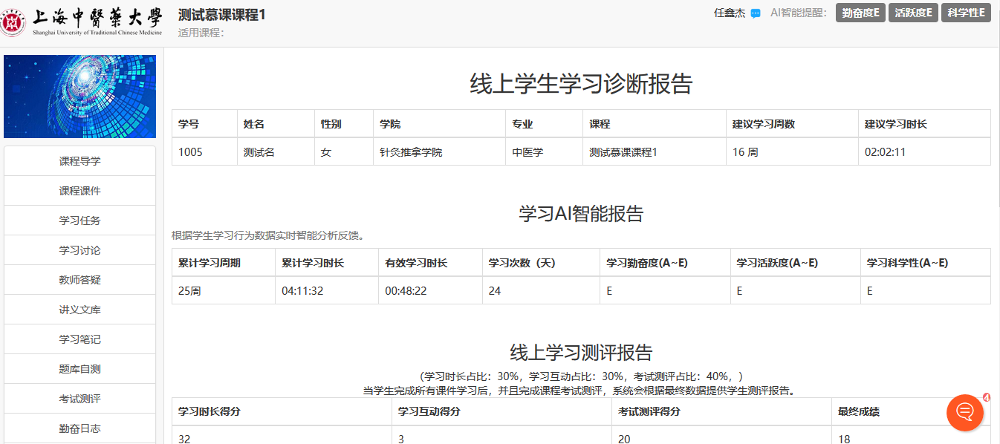 上海中醫藥大學
Shanghai University of Traditional Chinese Medicine
测试慕课课程1
适用课程：
任鑫杰 AI智能提醒： 勤奋度E 活跃度E 科学性E
课程导学
课程课件
学习任务
学习讨论
教师答疑
讲义文库
学习笔记
题库自测
考试测评
勤奋日志
线上学生学习诊断报告
学号 姓名 性别 学院 专业 课程 建议学习周数 建议学习时长
1005 测试名 女 针灸推拿学院 中医学 测试慕课课程1 16 周 02:02:11
学习AI智能报告
根据学生学习行为数据实时智能分析反馈。
累计学习周期 累计学习时长 有效学习时长 学习次数（天） 学习勤奋度(A~E) 学习活跃度(A~E) 学习科学性(A~E)
25周 04:11:32 00:48:22 24 E E E
线上学习测评报告
（学习时长占比：30%，学习互动占比：30%，考试测评占比：40%，）
当学生完成所有课件学习后，并且完成课程考试测评，系统会根据最终数据提供学生测评报告。
学习时长得分 学习互动得分 考试测评得分 最终成绩
32 3 20 18
4